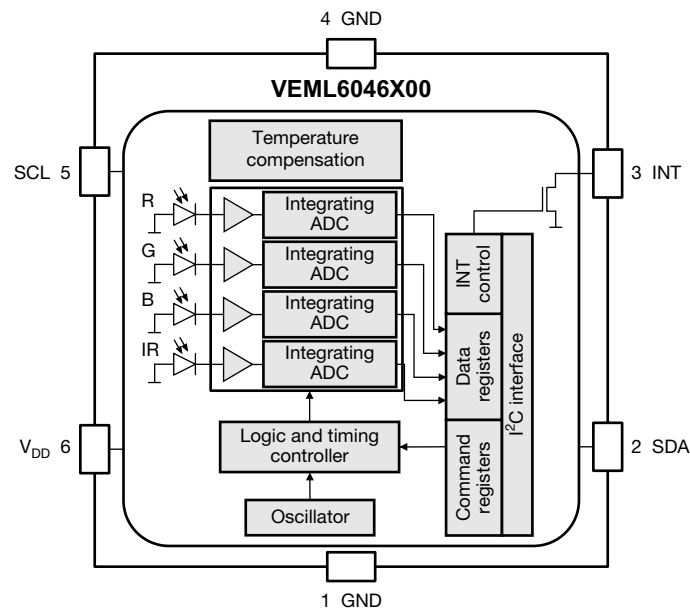 4 GND
VEML6046X00
Temperature
compensation
SCL 5
3 INT
R
Integrating
ADC
G
Integrating
ADC
B
Integrating
ADC
IR
Integrating
ADC
INT
control
Data
registers
Command
registers
I²C interface
Logic and timing
controller
Oscillator
V_DD 6
2 SDA
1 GND